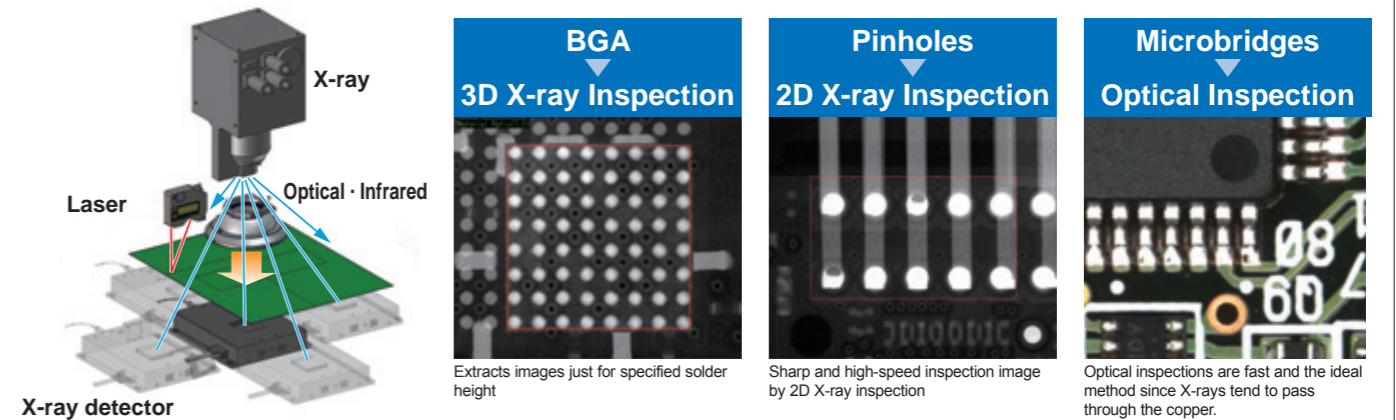 X-ray
Optical · Infrared
Laser
X-ray detector
BGA
3D X-ray Inspection
Extracts images just for specified solder
height
Pinholes
2D X-ray Inspection
Sharp and high-speed inspection image
by 2D X-ray inspection
Microbridges
Optical Inspection
08
60
Optical inspections are fast and the ideal
method since X-rays tend to pass
through the copper.